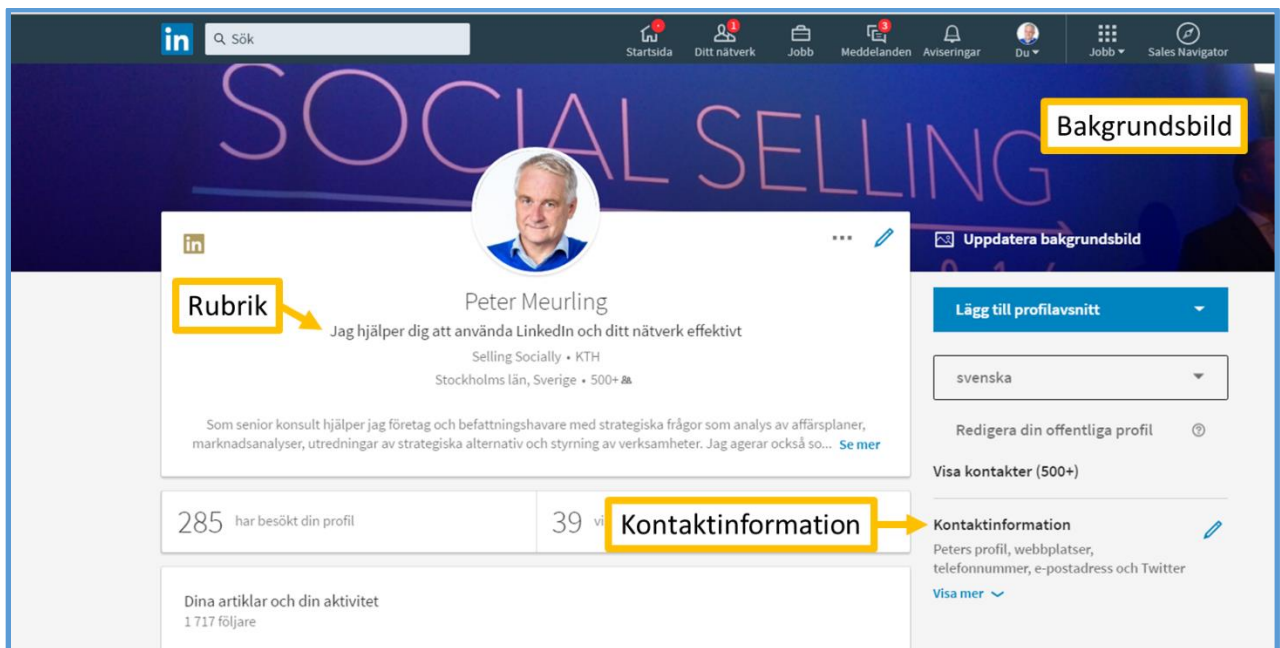 in
Sök
Startsida
1
Ditt nätverk
Jobb
3
Meddelanden
Aviseringar
Du
Jobb
Sales Navigator
SOCIAL SELLING
Bakgrundsbild
in
Uppdatera bakgrundsbild
Rubrik
Peter Meurling
Jag hjälper dig att använda LinkedIn och ditt nätverk effektivt
Selling Socially • KTH
Stockholms län, Sverige • 500+
Som senior konsult hjälper jag företag och befattningshavare med strategiska frågor som analys av affärsplaner,
marknadsanalyser, utredningar av strategiska alternativ och styrning av verksamheter. Jag agerar också so... Se mer
285 har besökt din profil
39
Kontaktinformation
Dina artiklar och din aktivitet
1 717 följare
Lägg till profilavsnitt
svenska
Redigera din offentliga profil ?
Visa kontakter (500+)
Kontaktinformation
Peters profil, webbplatser,
telefonnummer, e-postadress och Twitter
Visa mer